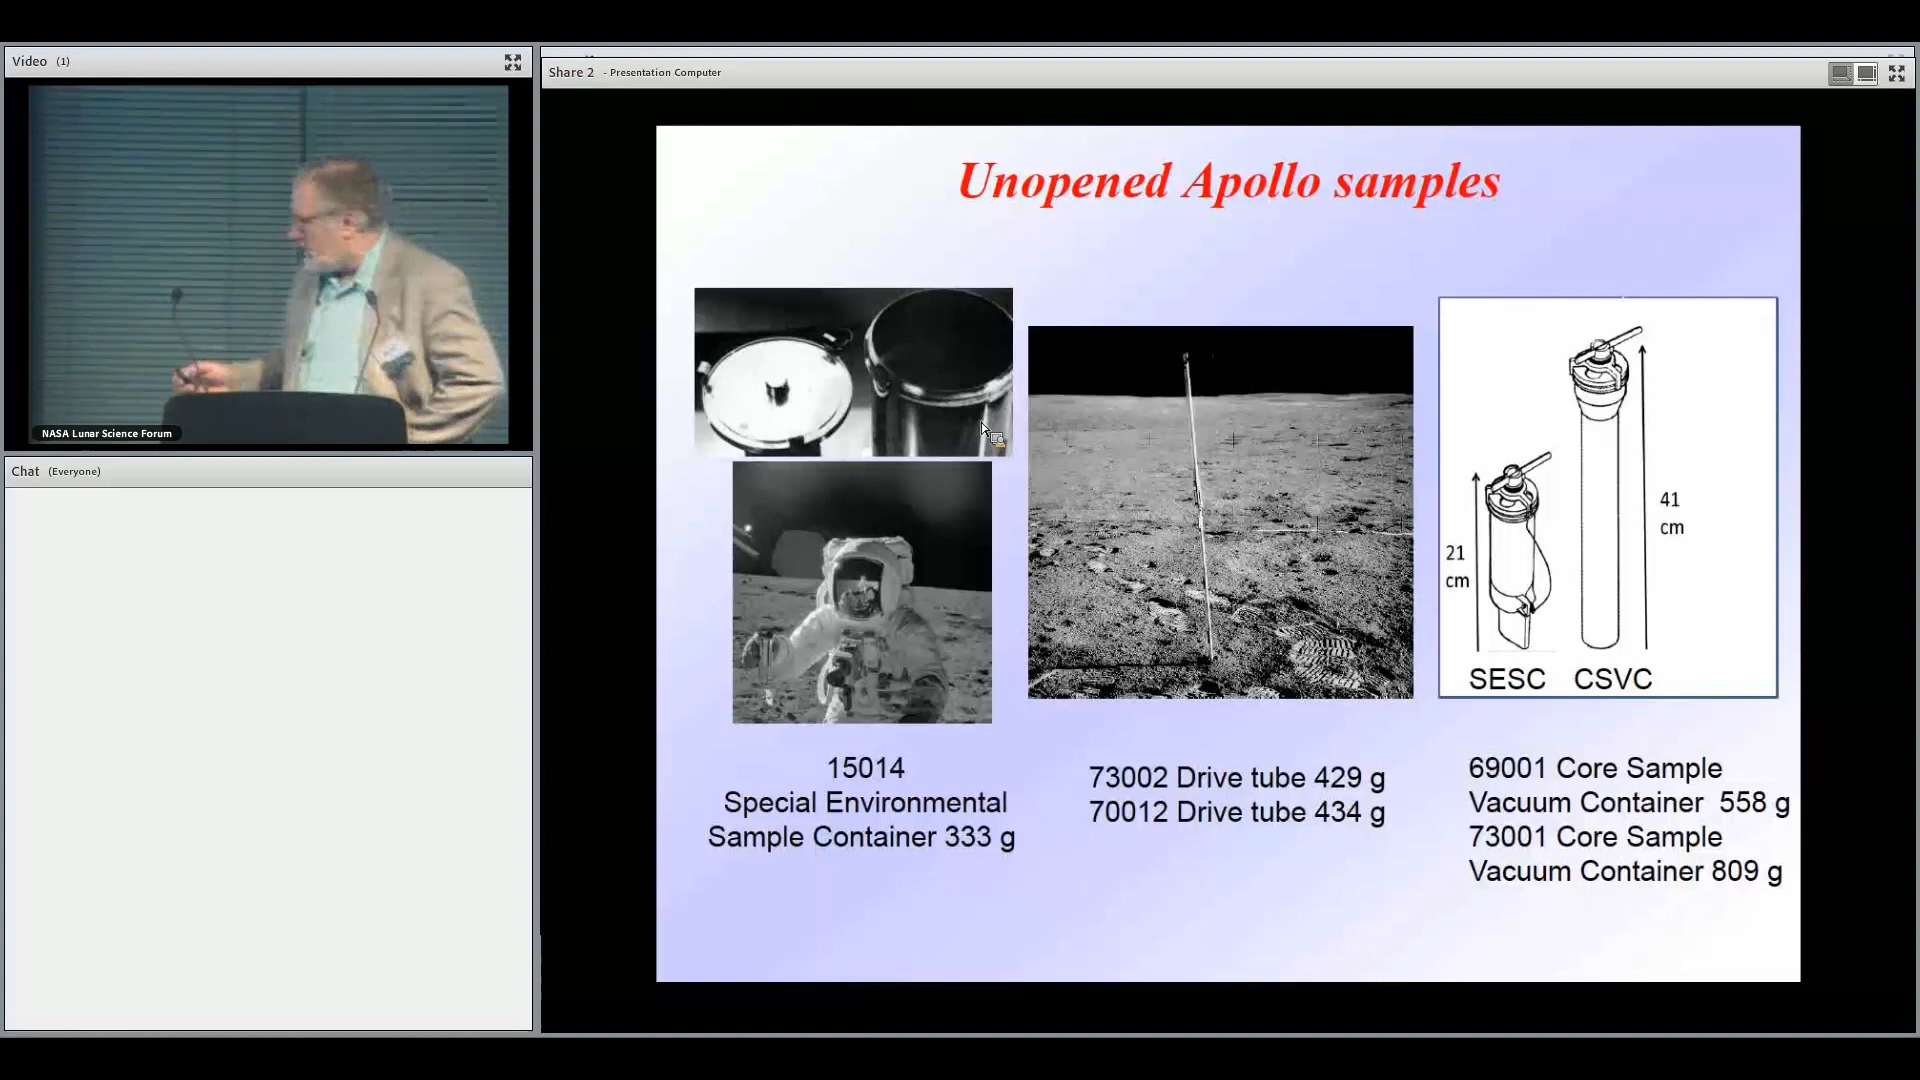 Video (1)
NASA Lunar Science Forum
Chat (Everyone)
Share 2 - Presentation Computer
Unopened Apollo samples
21
cm
41
cm
SESC CSVC
15014
Special Environmental
Sample Container 333 g
73002 Drive tube 429 g
70012 Drive tube 434 g
69001 Core Sample
Vacuum Container 558 g
73001 Core Sample
Vacuum Container 809 g